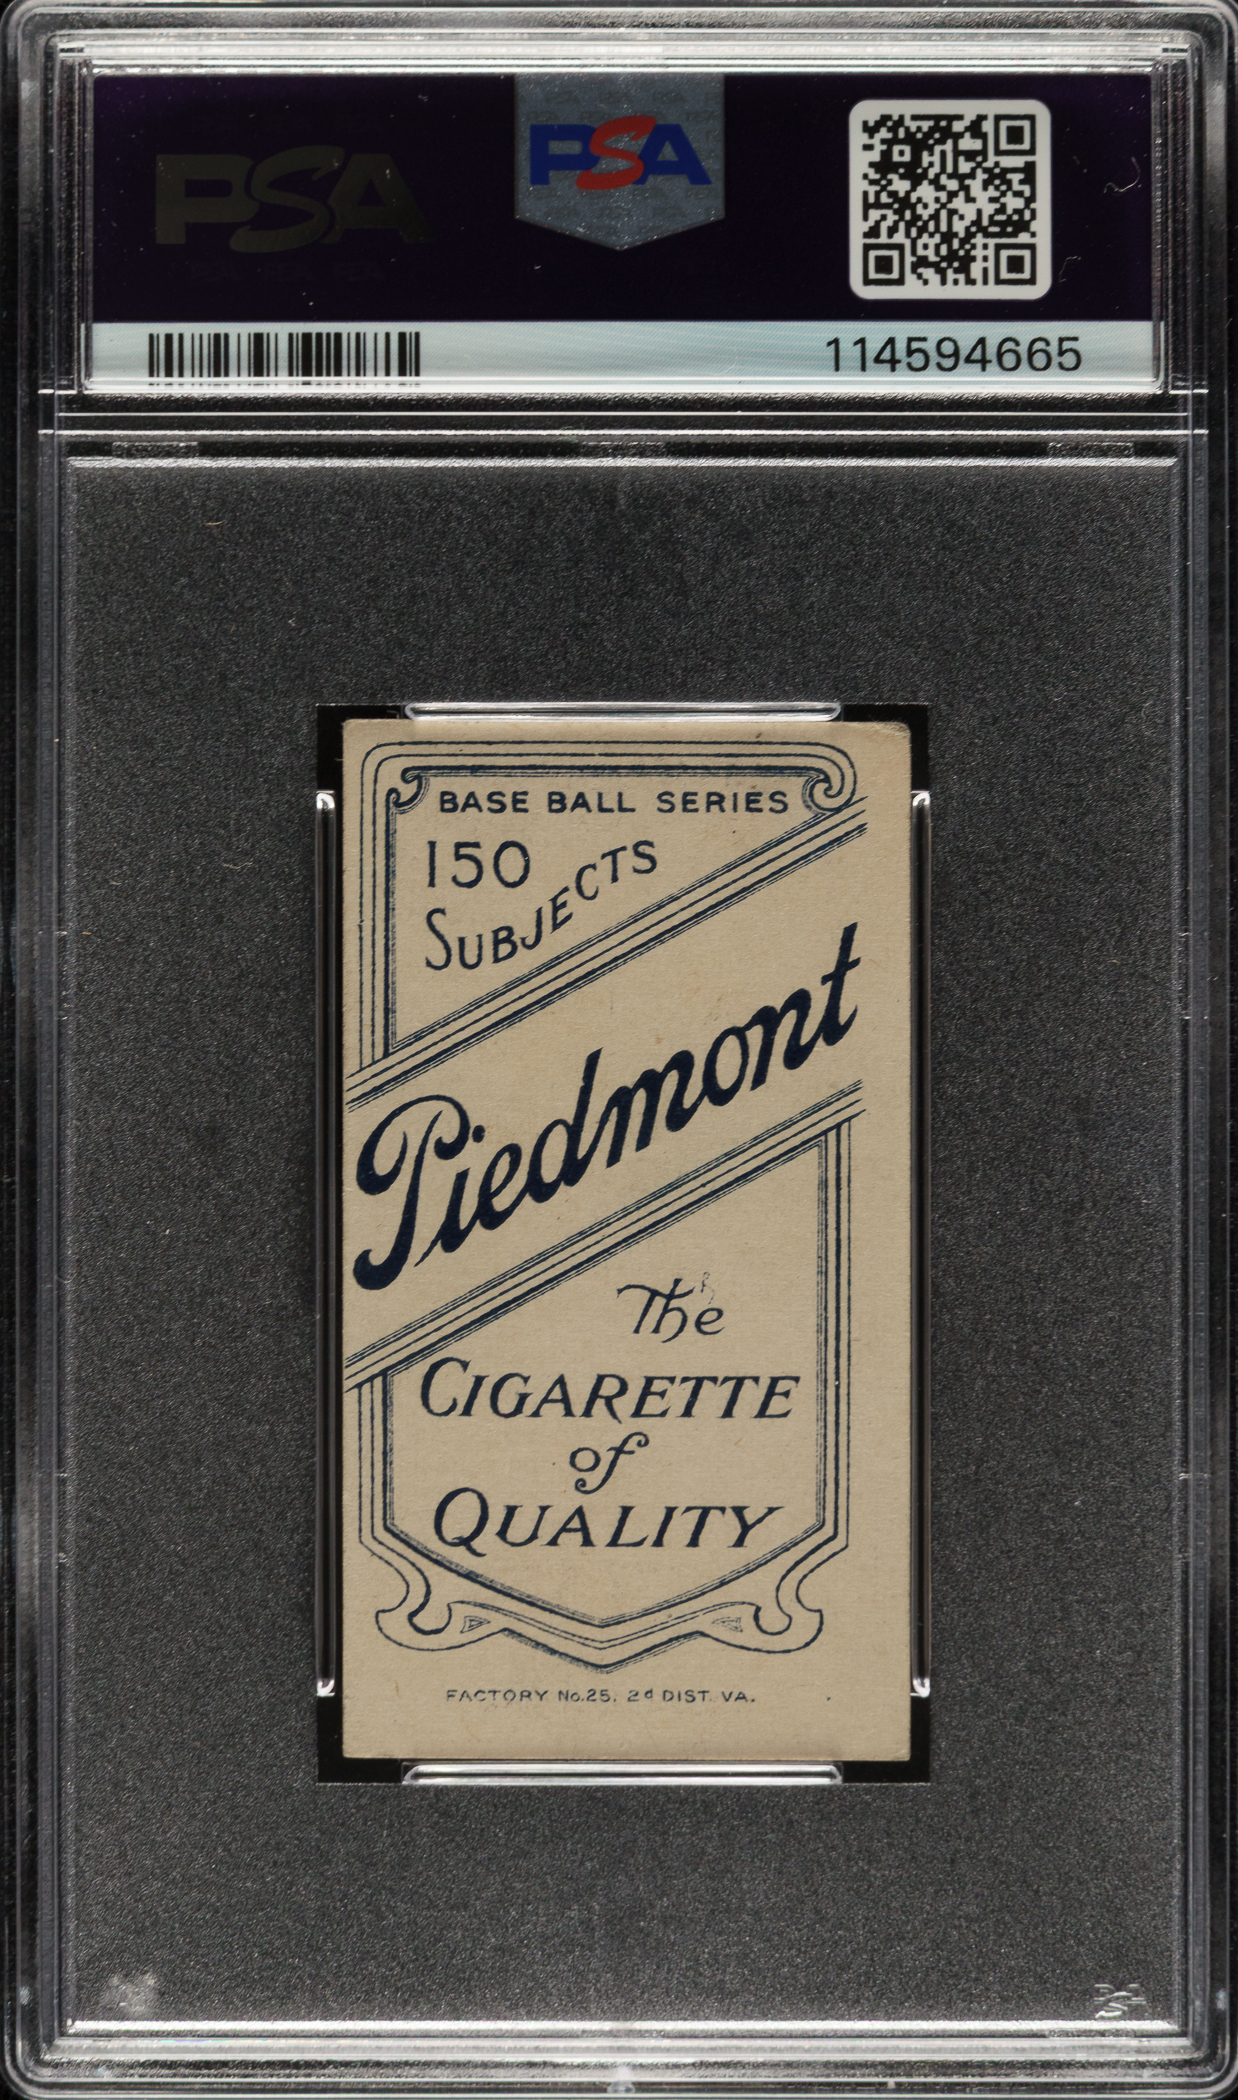 PSA
PSA
114594665
BASE BALL SERIES
150
SUBJECTS
Piedmont
The
CIGARETTE
of
QUALITY
FACTORY No.25, 2d DIST. VA.